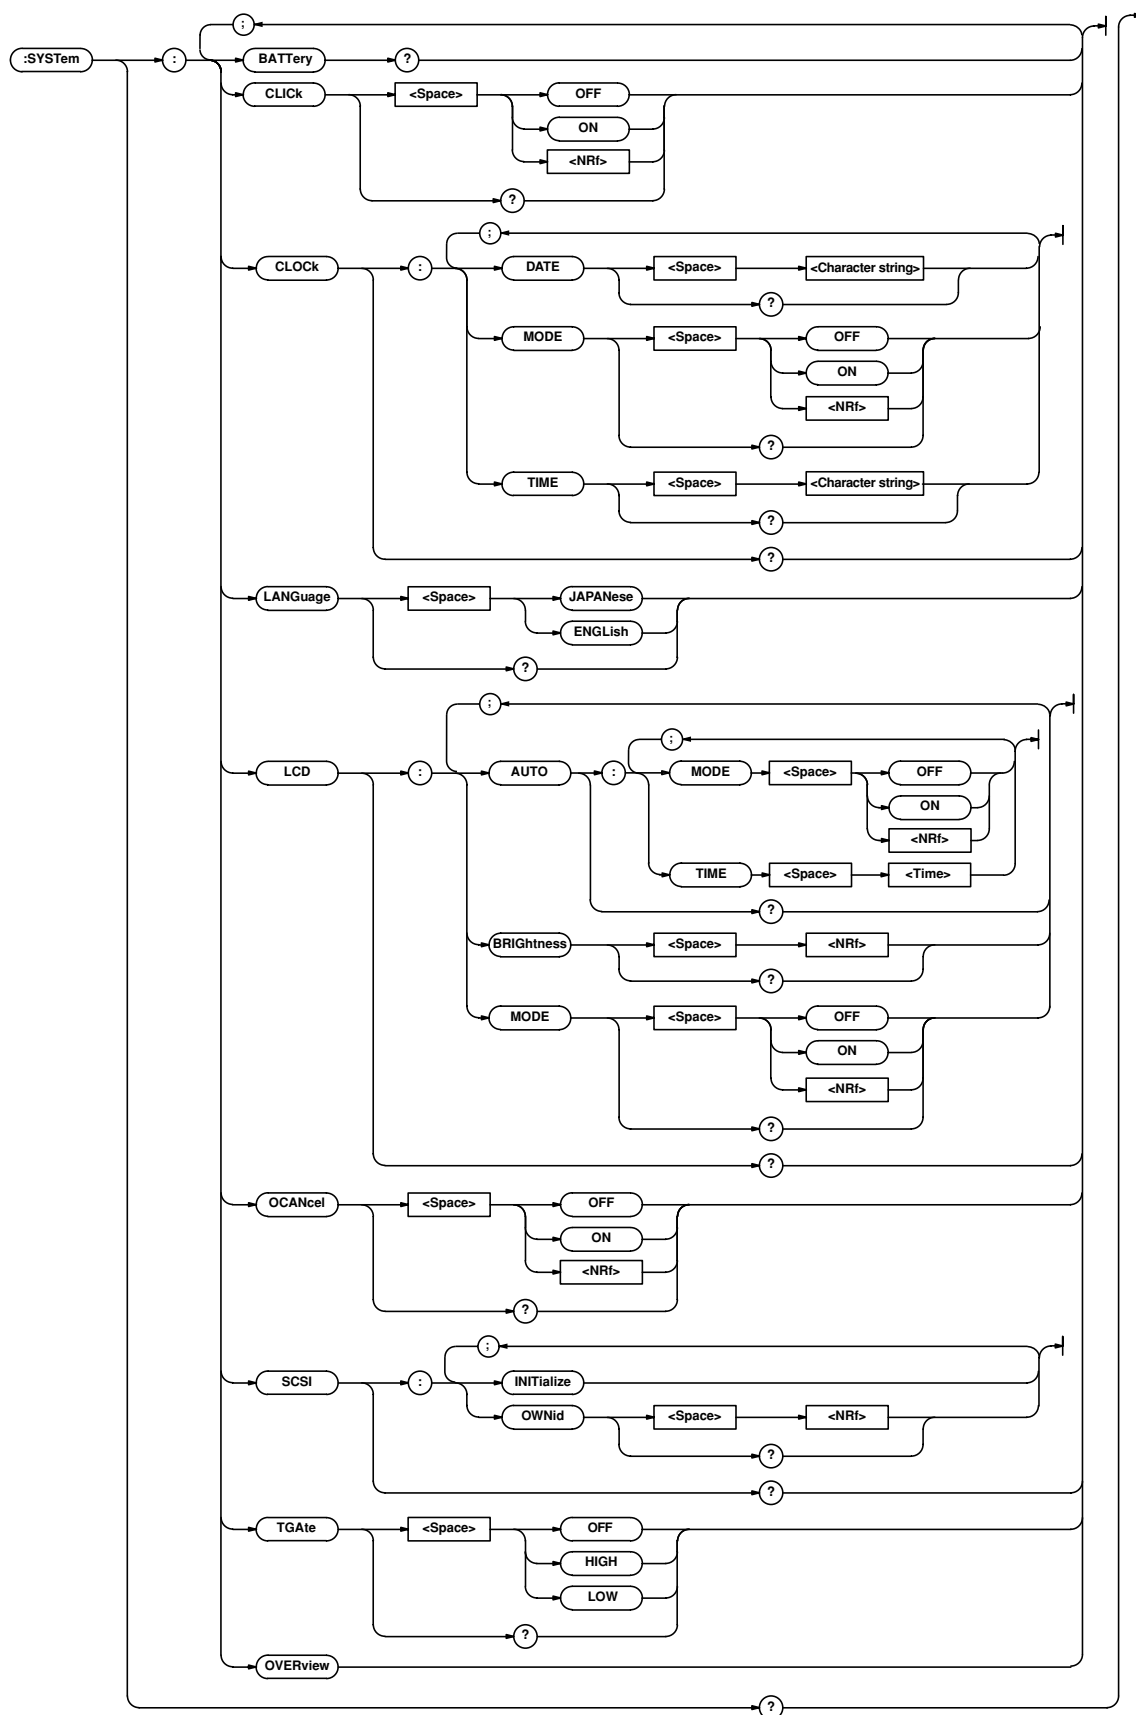 ;
:SYSTem : BATTery ?
CLICk <Space> OFF
ON
<NRf>
?
;
CLOCk : DATE <Space> <Character string>
?
MODE <Space> OFF
ON
<NRf>
?
TIME <Space> <Character string>
?
?
LANGuage <Space> JAPANese
ENGLish
?
;
;
LCD : AUTO : MODE <Space> OFF
ON
<NRf>
TIME <Space> <Time>
?
BRIGhtness <Space> <NRf>
?
MODE <Space> OFF
ON
<NRf>
?
?
OCANcel <Space> OFF
ON
<NRf>
?
;
SCSI : INITialize
OWNid <Space> <NRf>
?
?
TGAte <Space> OFF
HIGH
LOW
?
OVERview
?